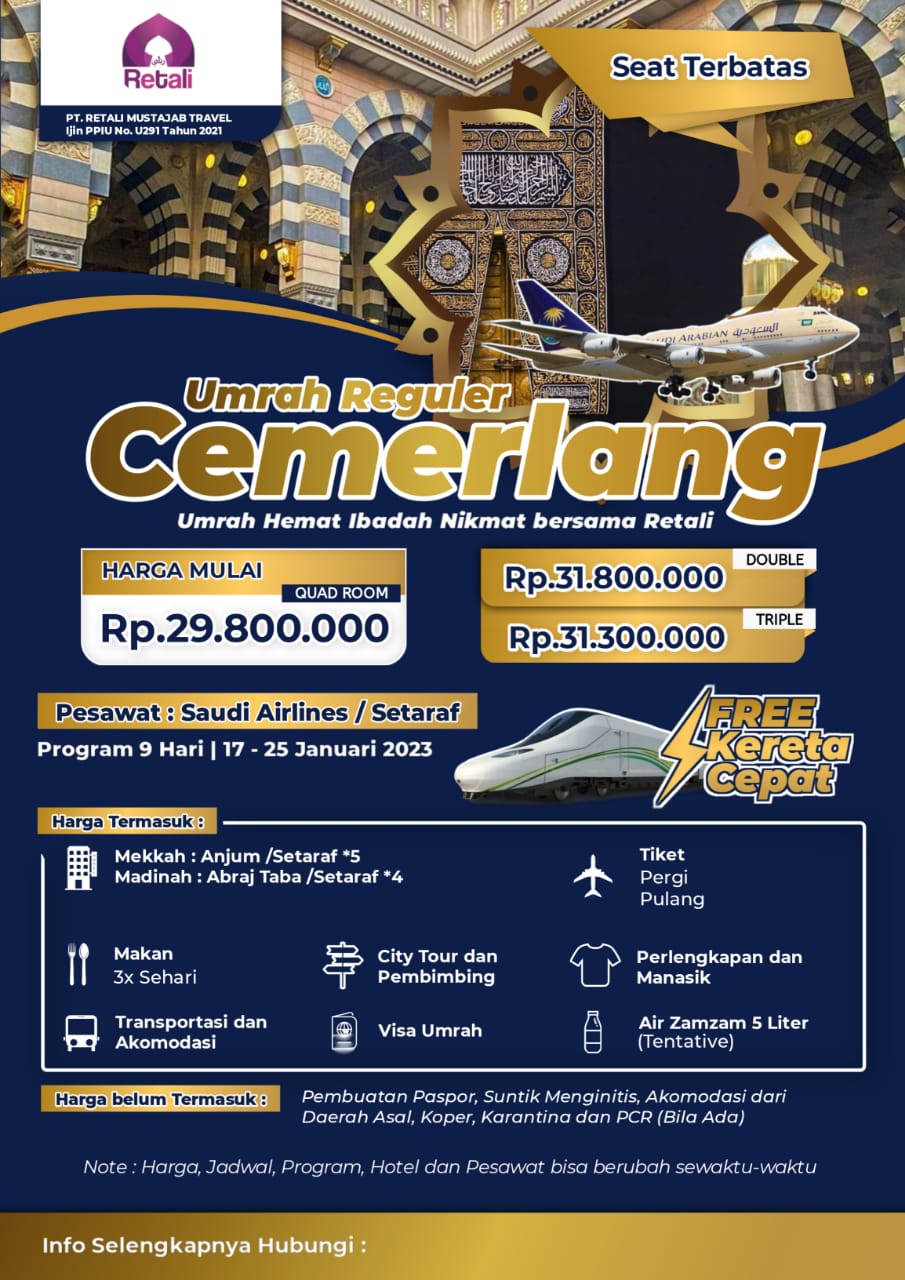 Retali
PT. RETALI MUSTAJAB TRAVEL
Ijin PPIU No. U291 Tahun 2021
Seat Terbatas
السعودية SAUDI ARABIAN
Umrah Reguler
Cemerlang
Umrah Hemat Ibadah Nikmat bersama Retali
HARGA MULAI
QUAD ROOM
Rp.29.800.000
DOUBLE
Rp.31.800.000
TRIPLE
Rp.31.300.000
Pesawat : Saudi Airlines / Setaraf
Program 9 Hari | 17 - 25 Januari 2023
FREE
Kereta
Cepat
Harga Termasuk :
Mekkah : Anjum /Setaraf *5
Madinah : Abraj Taba /Setaraf *4
Tiket
Pergi
Pulang
Makan
3x Sehari
City Tour dan
Pembimbing
Perlengkapan dan
Manasik
Transportasi dan
Akomodasi
Visa Umrah
Air Zamzam 5 Liter
(Tentative)
Harga belum Termasuk :
Pembuatan Paspor, Suntik Menginitis, Akomodasi dari
Daerah Asal, Koper, Karantina dan PCR (Bila Ada)
Note : Harga, Jadwal, Program, Hotel dan Pesawat bisa berubah sewaktu-waktu
Info Selengkapnya Hubungi :